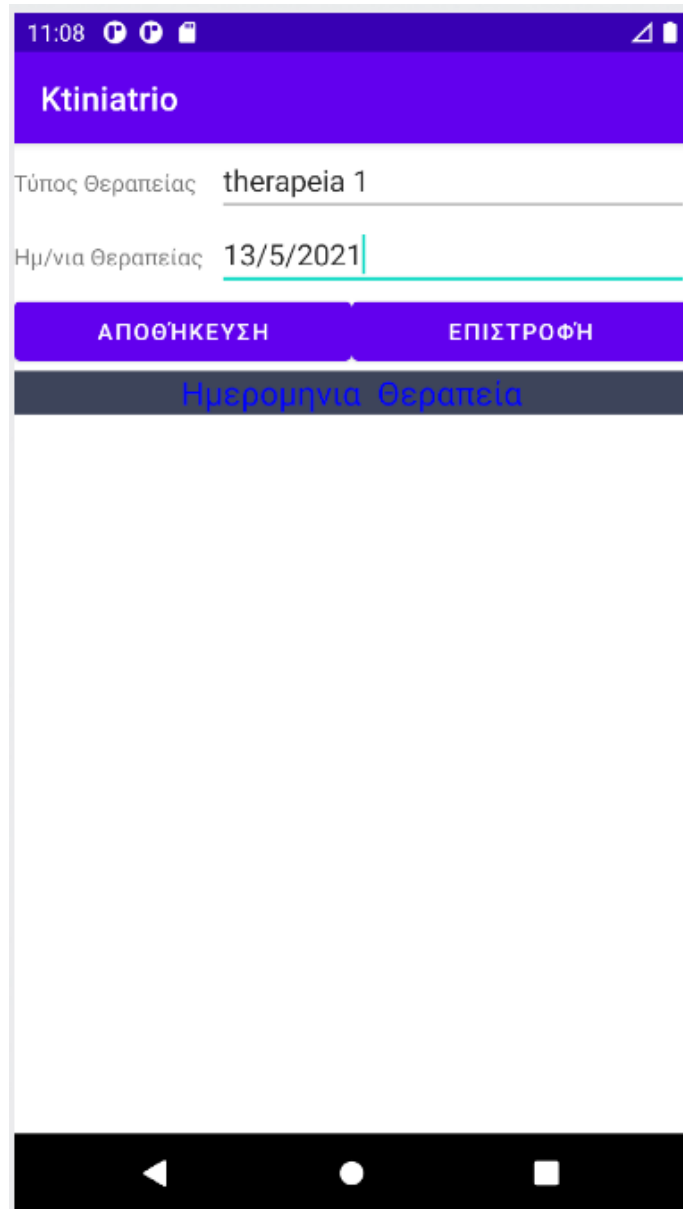 11:08
Ktiniatrio
Τύπος Θεραπείας therapeia 1
Ημ/νια Θεραπείας 13/5/2021
ΑΠΟΘΉΚΕΥΣΗ ΕΠΙΣΤΡΟΦΉ
Ημερομηνια Θεραπεία